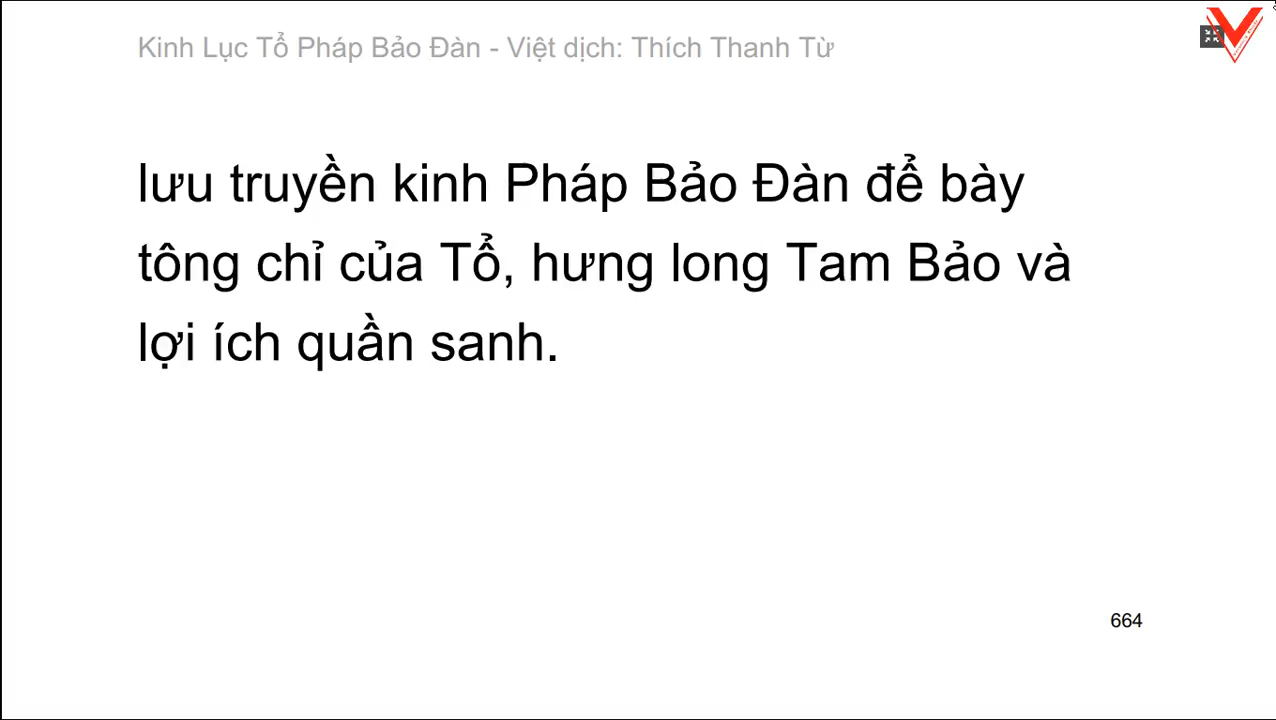 Kinh Lục Tổ Pháp Bảo Đàn - Việt dịch: Thích Thanh Từ
lưu truyền kinh Pháp Bảo Đàn để bày
tông chỉ của Tổ, hưng long Tam Bảo và
lợi ích quần sanh.
664